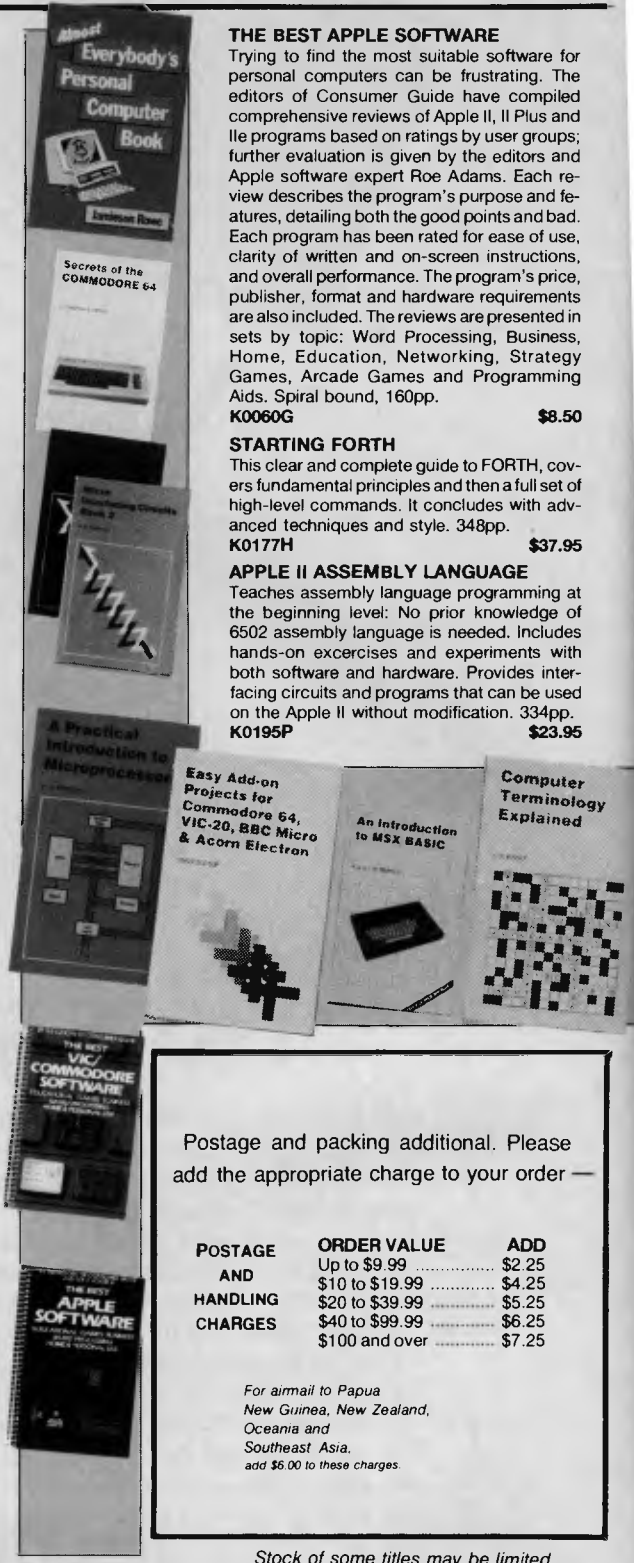 Almost
Everybody's
Personal
Computer
Book
Jamieson Rowe
Secrets of the
COMMODORE 64
A Practical
Introduction to
Microprocessors
THE BEST
VIC/
COMMODORE
SOFTWARE
THE BEST
APPLE
SOFTWARE
THE BEST APPLE SOFTWARE
Trying to find the most suitable software for
personal computers can be frustrating. The
editors of Consumer Guide have compiled
comprehensive reviews of Apple II, II Plus and
IIe programs based on ratings by user groups;
further evaluation is given by the editors and
Apple software expert Roe Adams. Each re-
view describes the program's purpose and fe-
atures, detailing both the good points and bad.
Each program has been rated for ease of use,
clarity of written and on-screen instructions,
and overall performance. The program's price,
publisher, format and hardware requirements
are also included. The reviews are presented in
sets by topic: Word Processing, Business,
Home, Education, Networking, Strategy
Games, Arcade Games and Programming
Aids. Spiral bound, 160pp.
K0060G $8.50
STARTING FORTH
This clear and complete guide to FORTH, cov-
ers fundamental principles and then a full set of
high-level commands. It concludes with adv-
anced techniques and style. 348pp.
K0177H $37.95
APPLE II ASSEMBLY LANGUAGE
Teaches assembly language programming at
the beginning level: No prior knowledge of
6502 assembly language is needed. Includes
hands-on excercises and experiments with
both software and hardware. Provides inter-
facing circuits and programs that can be used
on the Apple II without modification. 334pp.
K0195P $23.95
Easy Add-on
Projects for
Commodore 64,
VIC-20, BBC Micro
& Acorn Electron
An Introduction
to MSX BASIC
Computer
Terminology
Explained
Postage and packing additional. Please
add the appropriate charge to your order —
POSTAGE
AND
HANDLING
CHARGES
ORDER VALUE ADD
Up to $9.99 ............... $2.25
$10 to $19.99 ............ $4.25
$20 to $39.99 ............ $5.25
$40 to $99.99 ............ $6.25
$100 and over ............ $7.25
For airmail to Papua
New Guinea, New Zealand,
Oceania and
Southeast Asia,
add $6.00 to these charges.
Stock of some titles may be limited